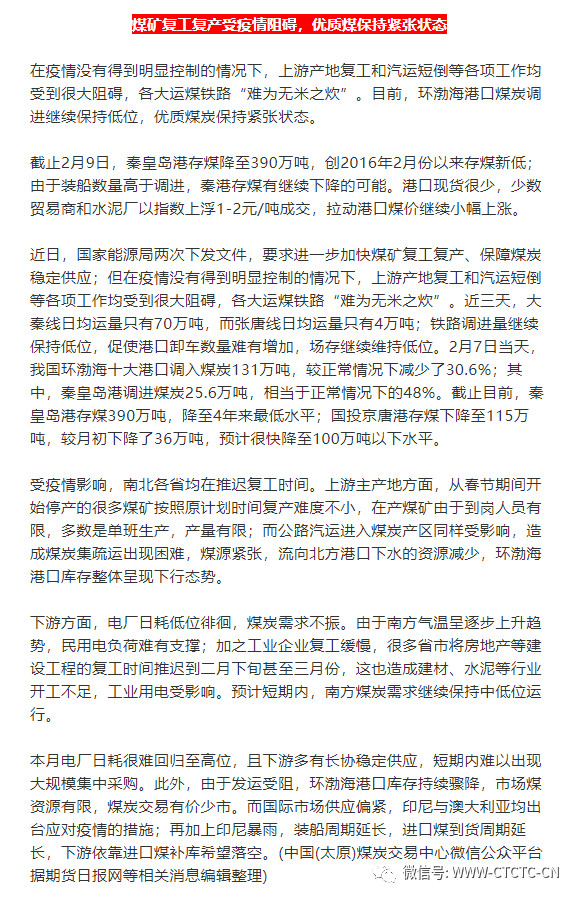 煤矿复工复产受疫情阻碍，优质煤保持紧张状态
在疫情没有得到明显控制的情况下，上游产地复工和汽运短倒等各项工作均
受到很大阻碍，各大运煤铁路“难为无米之炊”。目前，环渤海港口煤炭调
进继续保持低位，优质煤炭保持紧张状态。
截止2月9日，秦皇岛港存煤降至390万吨，创2016年2月份以来存煤新低；
由于装船数量高于调进，秦港存煤有继续下降的可能。港口现货很少，少数
贸易商和水泥厂以指数上浮1-2元/吨成交，拉动港口煤价继续小幅上涨。
近日，国家能源局两次下发文件，要求进一步加快煤矿复工复产、保障煤炭
稳定供应；但在疫情没有得到明显控制的情况下，上游产地复工和汽运短倒
等各项工作均受到很大阻碍，各大运煤铁路“难为无米之炊”。近三天，大
秦线日均运量只有70万吨，而张唐线日均运量只有4万吨；铁路调进量继续
保持低位，促使港口卸车数量难有增加，场存继续维持低位。2月7日当天，
我国环渤海十大港口调入煤炭131万吨，较正常情况下减少了30.6%；其
中，秦皇岛港调进煤炭25.6万吨，相当于正常情况下的48%。截止目前，秦
皇岛港存煤390万吨，降至4年来最低水平；国投京唐港存煤下降至115万
吨，较月初下降了36万吨，预计很快降至100万吨以下水平。
受疫情影响，南北各省均在推迟复工时间。上游主产地方面，从春节期间开
始停产的很多煤矿按照原计划时间复产难度不小，在产煤矿由于到岗人员有
限，多数是单班生产，产量有限；而公路汽运进入煤炭产区同样受影响，造
成煤炭集疏运出现困难，煤源紧张，流向北方港口下水的资源减少，环渤海
港口库存整体呈现下行态势。
下游方面，电厂日耗低位徘徊，煤炭需求不振。由于南方气温呈逐步上升趋
势，民用电负荷难有支撑；加之工业企业复工缓慢，很多省市将房地产等建
设工程的复工时间推迟到二月下旬甚至三月份，这也造成建材、水泥等行业
开工不足，工业用电受影响。预计短期内，南方煤炭需求继续保持中低位运
行。
本月电厂日耗很难回归至高位，且下游多有长协稳定供应，短期内难以出现
大规模集中采购。此外，由于发运受阻，环渤海港口库存持续骤降，市场煤
资源有限，煤炭交易有价少市。而国际市场供应偏紧，印尼与澳大利亚均出
台应对疫情的措施；再加上印尼暴雨，装船周期延长，进口煤到货周期延
长，下游依靠进口煤补库希望落空。(中国(太原)煤炭交易中心微信公众平台
据期货日报网等相关消息编辑整理)
微信号: WWW-CTCTC-CN